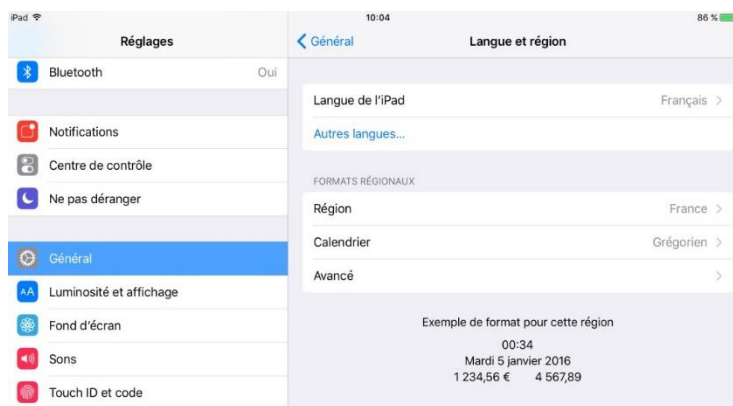 iPad 10:04 86 %
Réglages
Bluetooth Oui
Notifications
Centre de contrôle
Ne pas déranger
Général
AA Luminosité et affichage
Fond d'écran
Sons
Touch ID et code
Général Langue et région
Langue de l'iPad Français
Autres langues...
FORMATS RÉGIONAUX
Région France
Calendrier Grégorien
Avancé
Exemple de format pour cette région
00:34
Mardi 5 janvier 2016
1 234,56 € 4 567,89